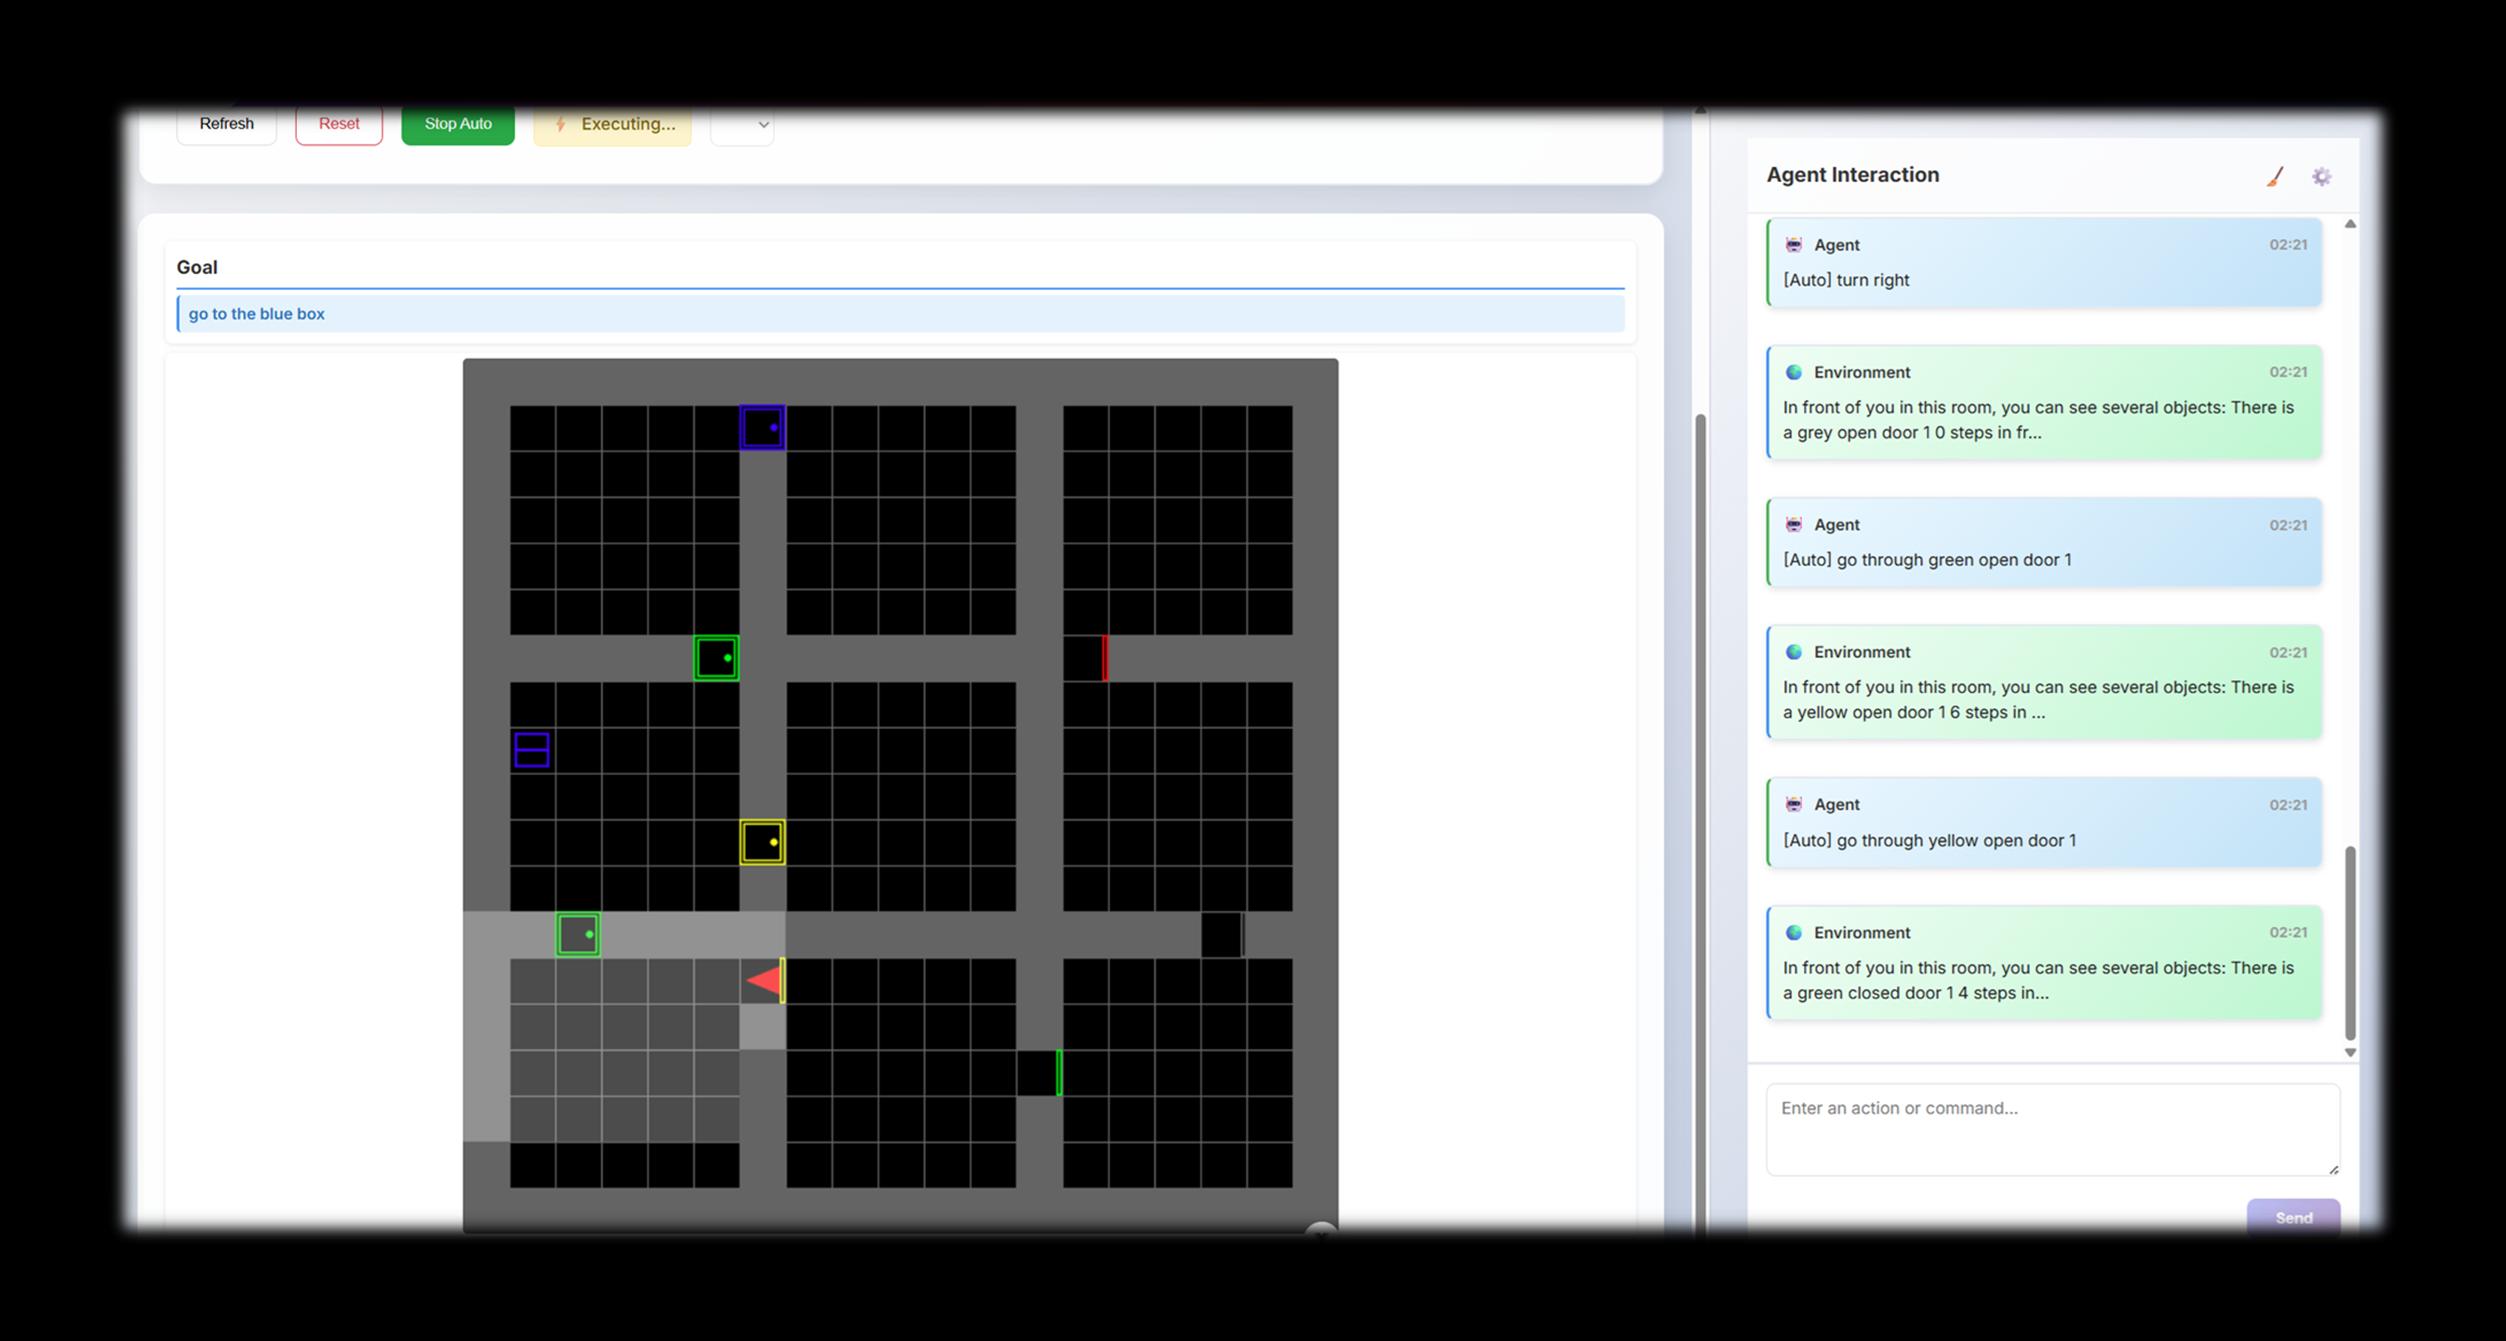 Refresh
Reset
Stop Auto
Executing...
Goal
go to the blue box
Agent Interaction
Agent
02:21
[Auto] turn right
Environment
02:21
In front of you in this room, you can see several objects: There is
a grey open door 1 0 steps in fr...
Agent
02:21
[Auto] go through green open door 1
Environment
02:21
In front of you in this room, you can see several objects: There is
a yellow open door 1 6 steps in ...
Agent
02:21
[Auto] go through yellow open door 1
Environment
02:21
In front of you in this room, you can see several objects: There is
a green closed door 1 4 steps in...
Enter an action or command...
Send